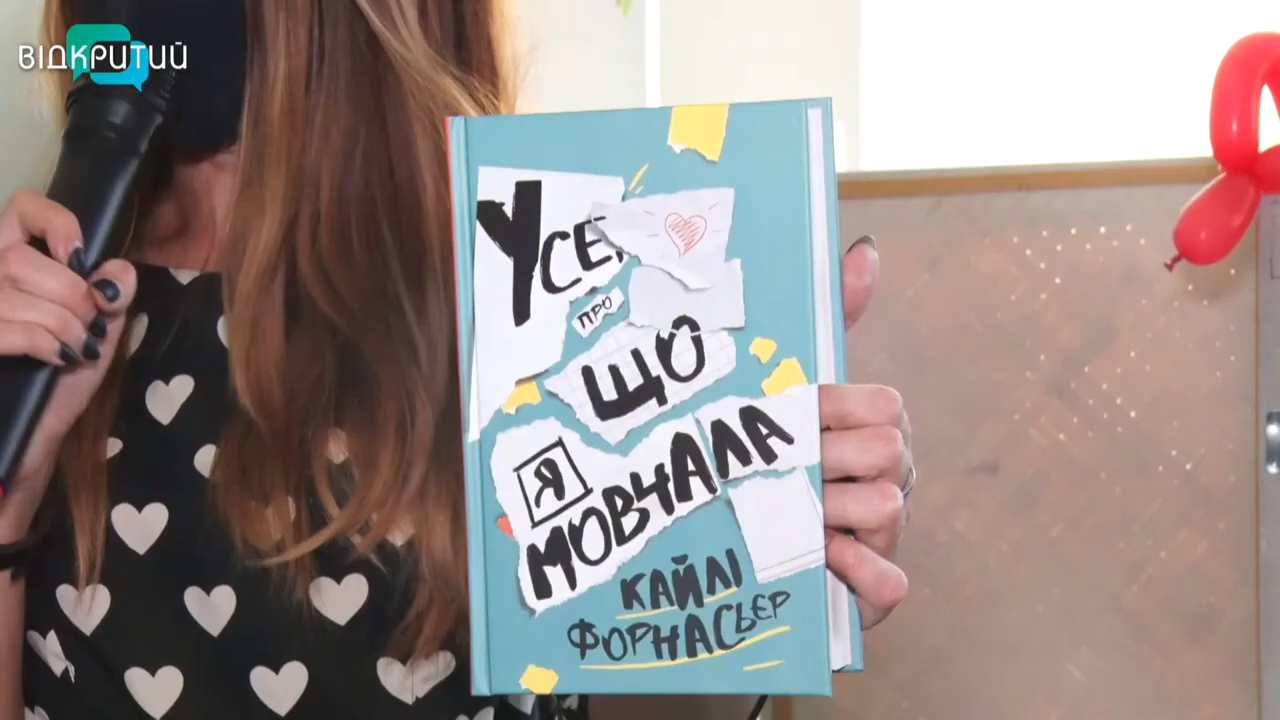 ВІДКРИТИЙ
УСЕ,
ПРО
ЩО
Я
МОВЧАЛА
КАЙЛІ
ФОРНАСЬЄР